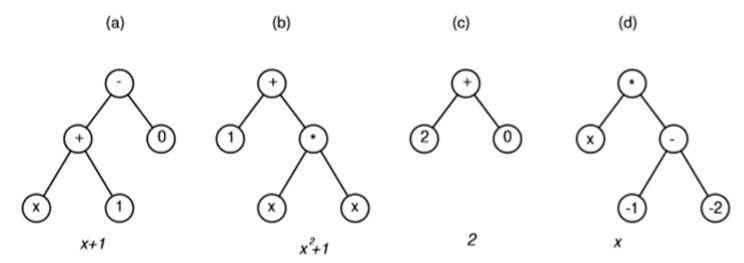 (a) (b) (c) (d)
- + + *
+ 0 1 * 2 0 x -
x 1 x x -1 -2
x+1 x²+1 2 x